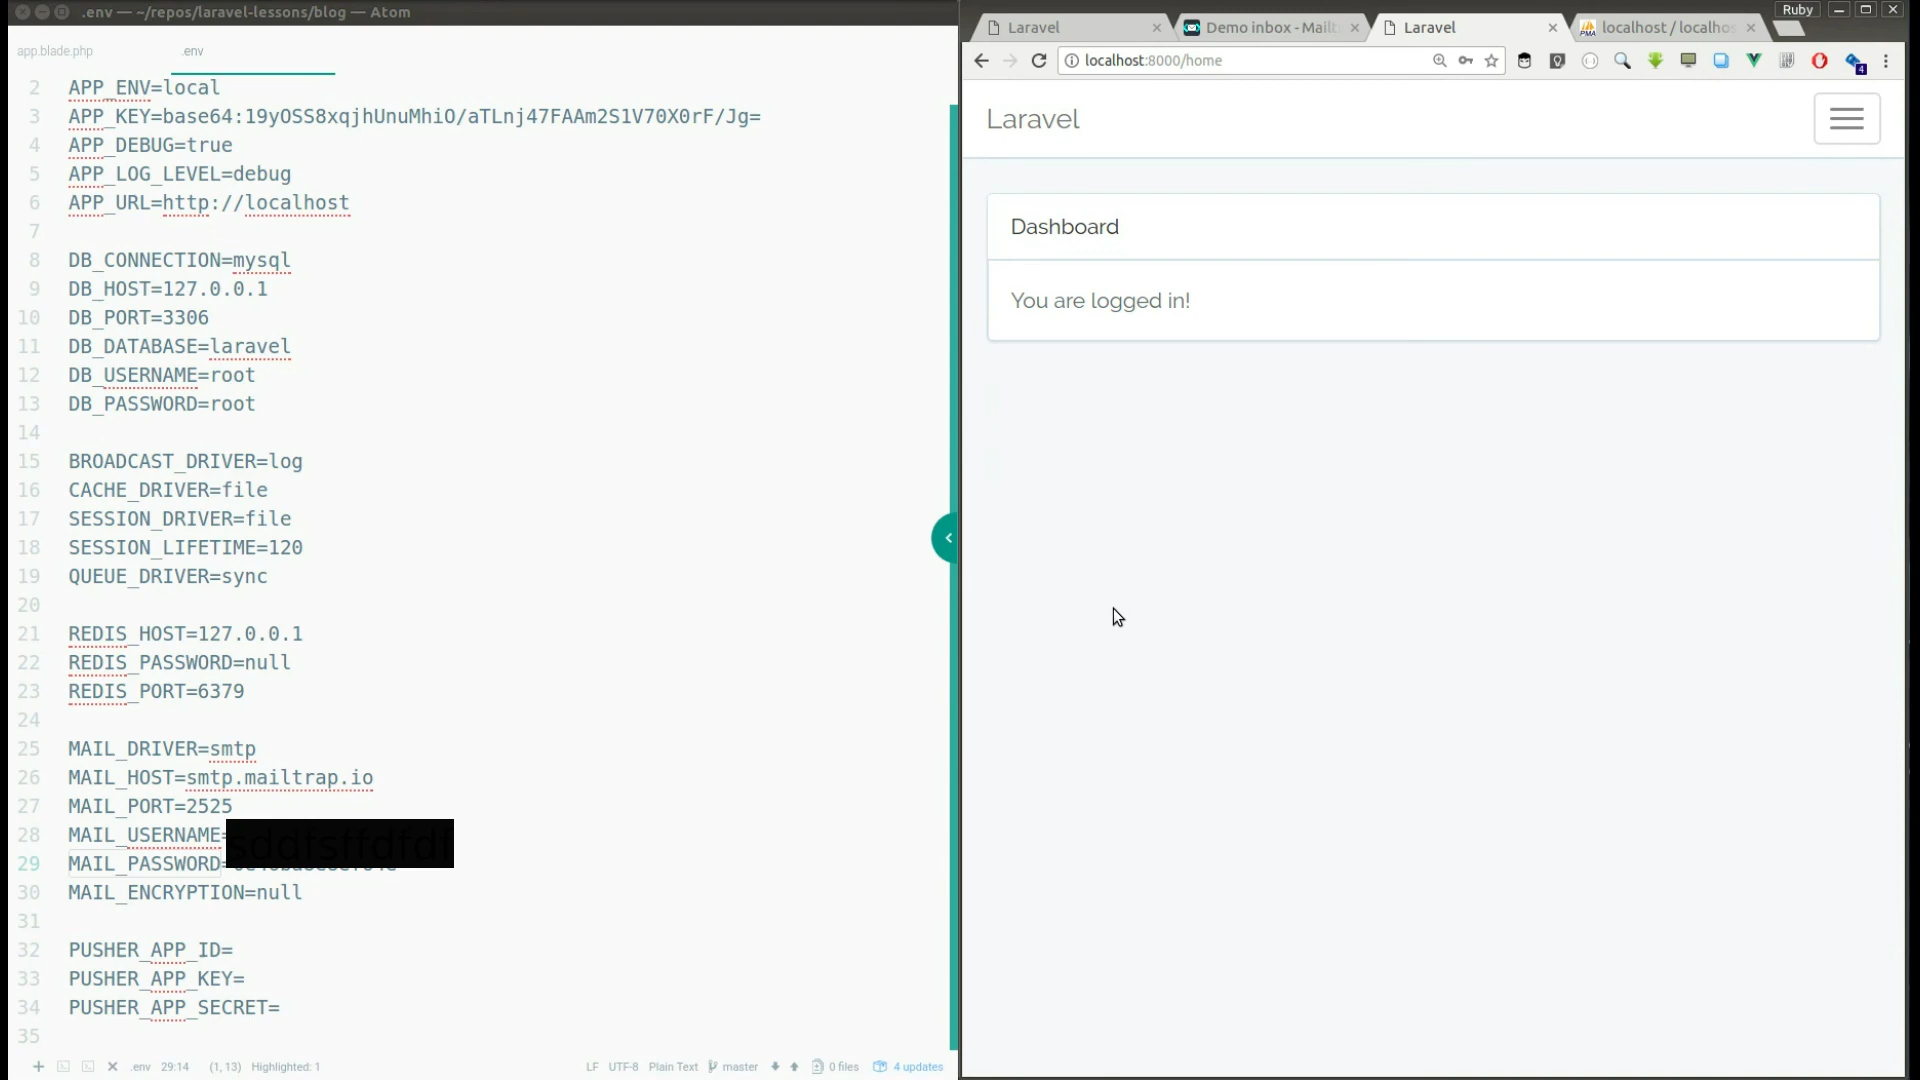 .env — ~/repos/laravel-lessons/blog — Atom
app.blade.php
.env
2 APP_ENV=local
3 APP_KEY=base64:19yOSS8xqjhUnuMhiO/aTLnj47FAAm2S1V70X0rF/Jg=
4 APP_DEBUG=true
5 APP_LOG_LEVEL=debug
6 APP_URL=http://localhost
7
8 DB_CONNECTION=mysql
9 DB_HOST=127.0.0.1
10 DB_PORT=3306
11 DB_DATABASE=laravel
12 DB_USERNAME=root
13 DB_PASSWORD=root
14
15 BROADCAST_DRIVER=log
16 CACHE_DRIVER=file
17 SESSION_DRIVER=file
18 SESSION_LIFETIME=120
19 QUEUE_DRIVER=sync
20
21 REDIS_HOST=127.0.0.1
22 REDIS_PASSWORD=null
23 REDIS_PORT=6379
24
25 MAIL_DRIVER=smtp
26 MAIL_HOST=smtp.mailtrap.io
27 MAIL_PORT=2525
28 MAIL_USERNAME=
29 MAIL_PASSWORD=
30 MAIL_ENCRYPTION=null
31
32 PUSHER_APP_ID=
33 PUSHER_APP_KEY=
34 PUSHER_APP_SECRET=
35
.env 29:14 (1, 13) Highlighted: 1 LF UTF-8 Plain Text master 0 files 4 updates
Ruby
Laravel
Demo inbox - Mailt
Laravel
localhost / localhos
localhost:8000/home
4
Laravel
Dashboard
You are logged in!